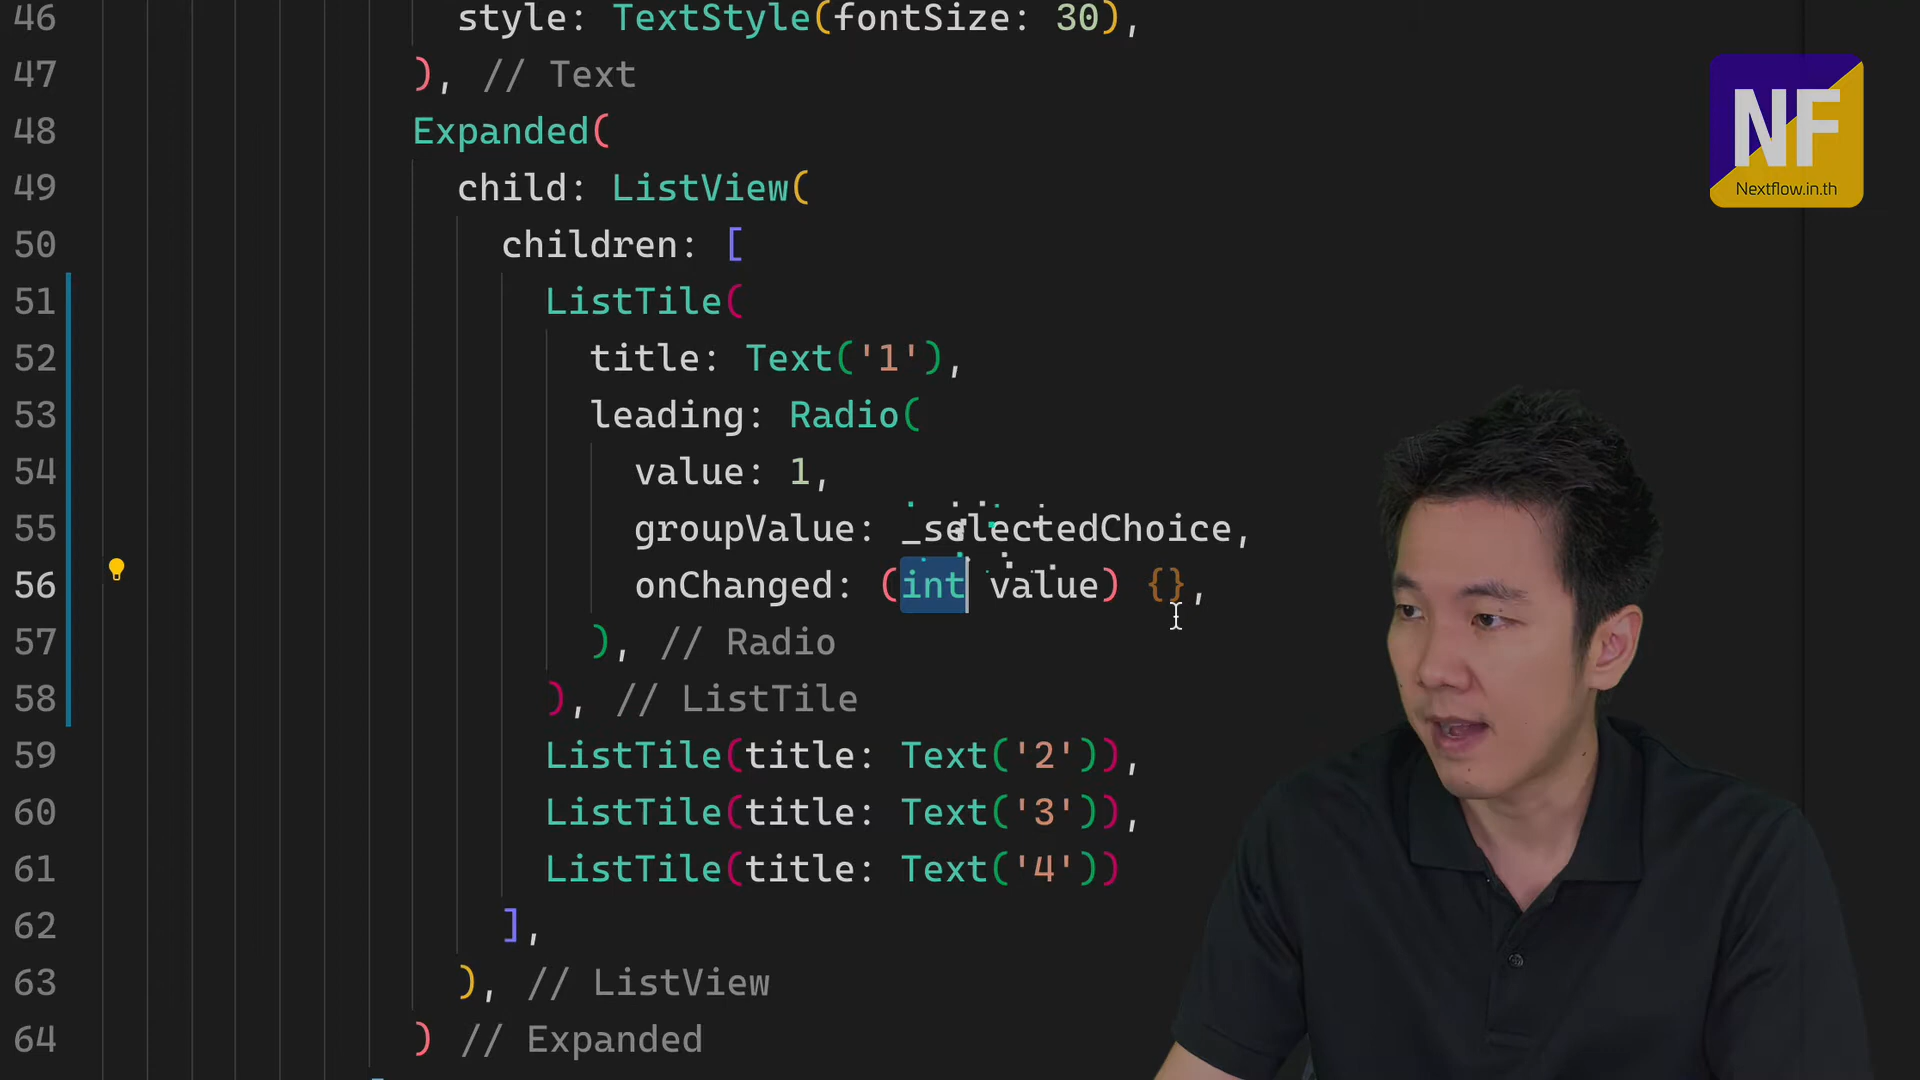 46 style: TextStyle(fontSize: 30),
47 ), // Text
48 Expanded(
49 child: ListView(
50 children: [
51 ListTile(
52 title: Text('1'),
53 leading: Radio(
54 value: 1,
55 groupValue: _selectedChoice,
56 onChanged: (int value) {},
57 ), // Radio
58 ), // ListTile
59 ListTile(title: Text('2')),
60 ListTile(title: Text('3')),
61 ListTile(title: Text('4'))
62 ],
63 ), // ListView
64 ) // Expanded
NF
Nextflow.in.th